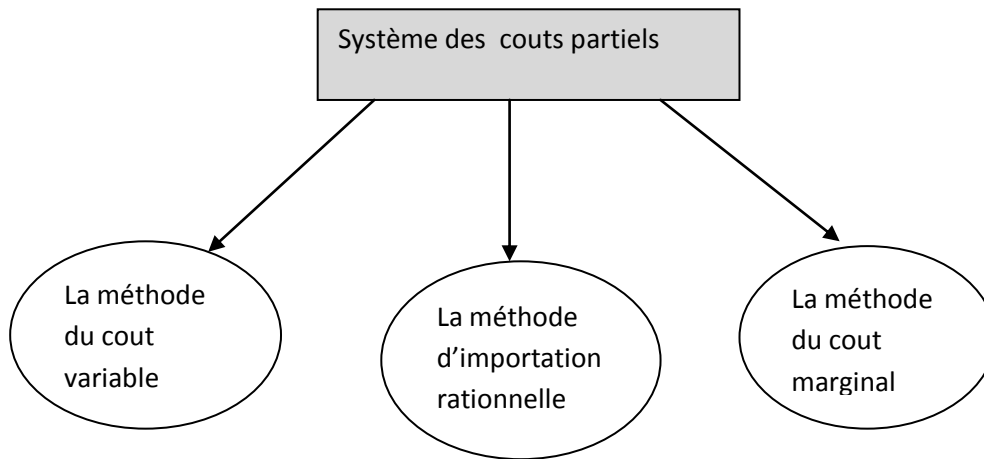 Système des couts partiels
La méthode
du cout
variable
La méthode
d’importation
rationnelle
La méthode
du cout
marginal